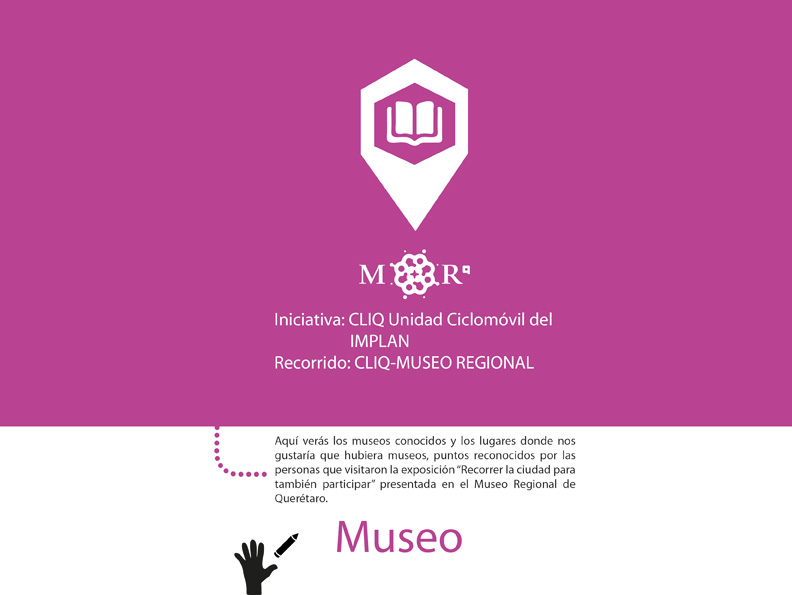 M R q
Iniciativa: CLIQ Unidad Ciclomóvil del
IMPLAN
Recorrido: CLIQ-MUSEO REGIONAL
Aquí verás los museos conocidos y los lugares donde nos
gustaría que hubiera museos, puntos reconocidos por las
personas que visitaron la exposición “Recorrer la ciudad para
también participar” presentada en el Museo Regional de
Querétaro.
Museo